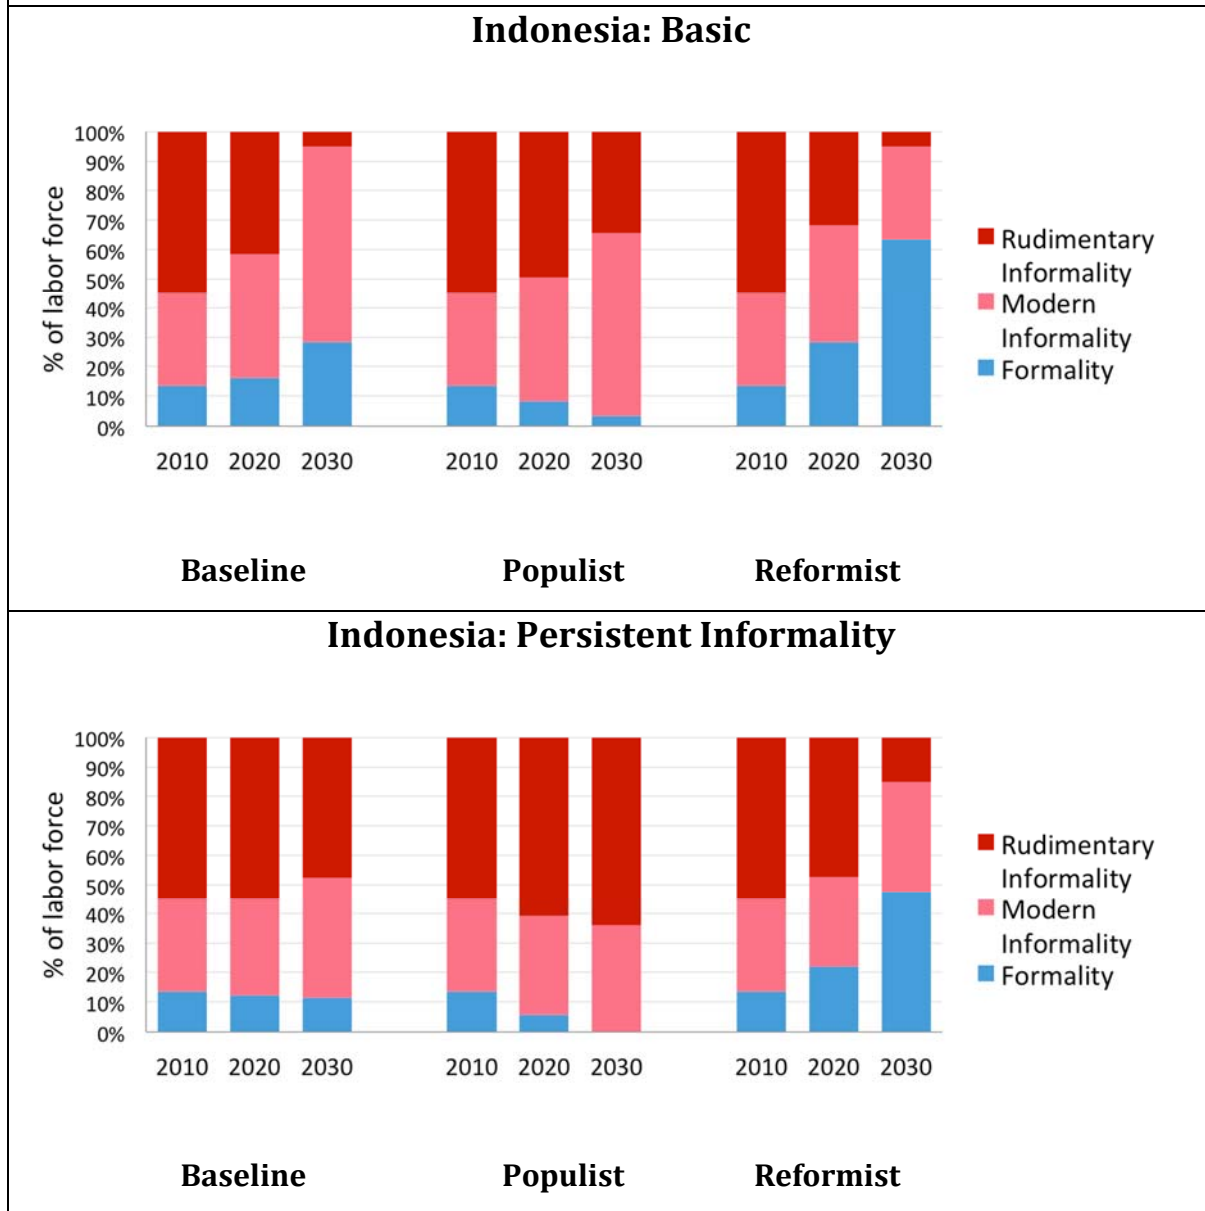 Indonesia: Basic
100%
90%
80%
70%
60%
50%
40%
30%
20%
10%
0%
% of labor force
2010 2020 2030 2010 2020 2030 2010 2020 2030
Rudimentary
Informality
Modern
Informality
Formality
Baseline Populist Reformist
Indonesia: Persistent Informality
100%
90%
80%
70%
60%
50%
40%
30%
20%
10%
0%
% of labor force
2010 2020 2030 2010 2020 2030 2010 2020 2030
Rudimentary
Informality
Modern
Informality
Formality
Baseline Populist Reformist